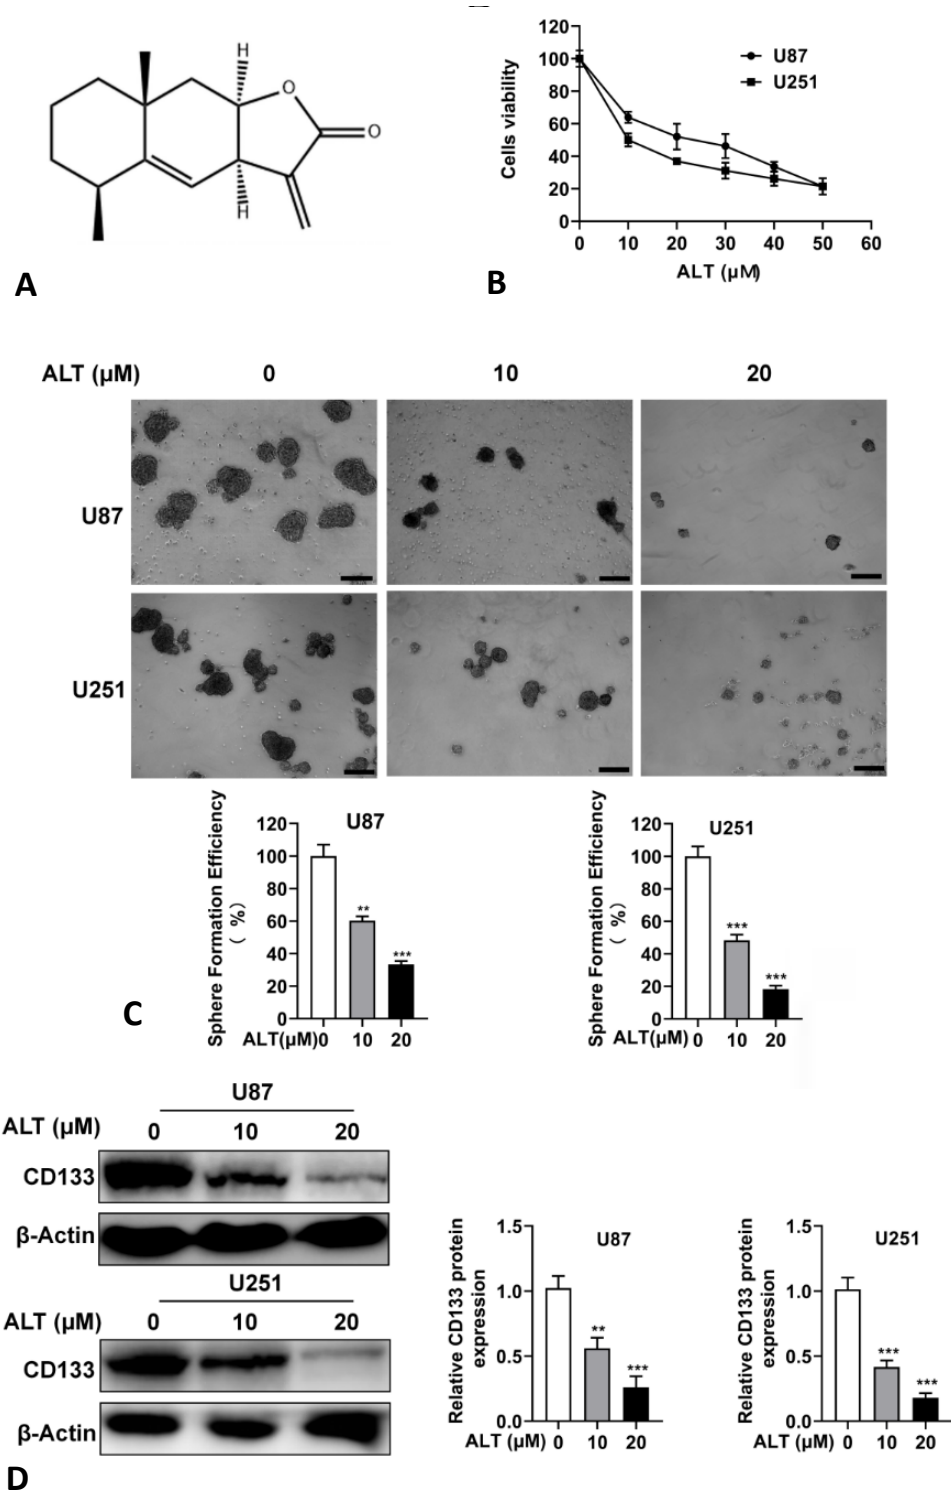 H
O
O
H
A
120
100
80
60
40
20
0
Cells viability
U87
U251
0 10 20 30 40 50 60
ALT (μM)
B
ALT (μM) 0 10 20
U87
U251
Sphere Formation Efficiency
( %)
120
100
80
60
40
20
0
U87
**
***
ALT(μM) 0 10 20
Sphere Formation Efficiency
( %)
120
100
80
60
40
20
0
U251
***
***
ALT(μM) 0 10 20
C
U87
ALT (μM) 0 10 20
CD133
β-Actin
U251
ALT (μM) 0 10 20
CD133
β-Actin
Relative CD133 protein
expression
1.5
1.0
0.5
0.0
U87
**
***
ALT (μM) 0 10 20
Relative CD133 protein
expression
1.5
1.0
0.5
0.0
U251
***
***
ALT (μM) 0 10 20
D